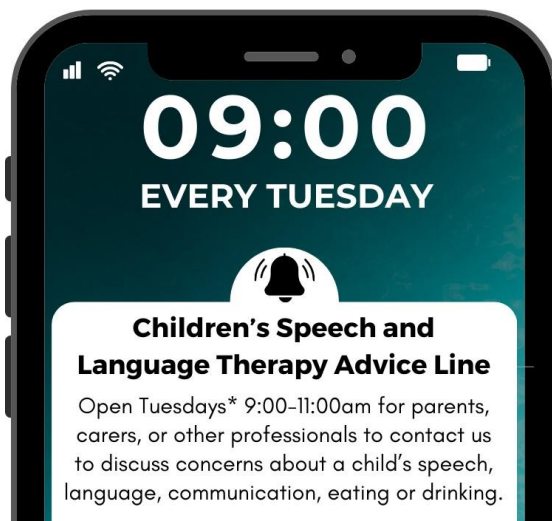 09:00
EVERY TUESDAY
Children's Speech and
Language Therapy Advice Line
Open Tuesdays* 9:00-11:00am for parents,
carers, or other professionals to contact us
to discuss concerns about a child's speech,
language, communication, eating or drinking.